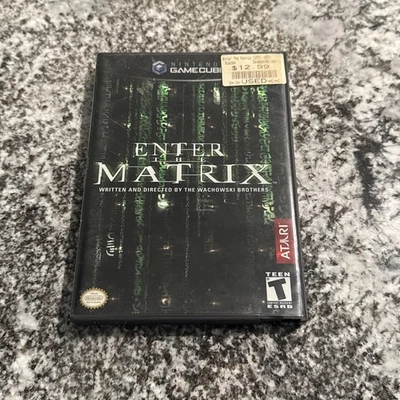 NINTENDO
GAMECUBE
$12.99
USED
ENTER
THE
MATRIX
WRITTEN AND DIRECTED BY THE WACHOWSKI BROTHERS
ATARI
TEEN
T
ESRB